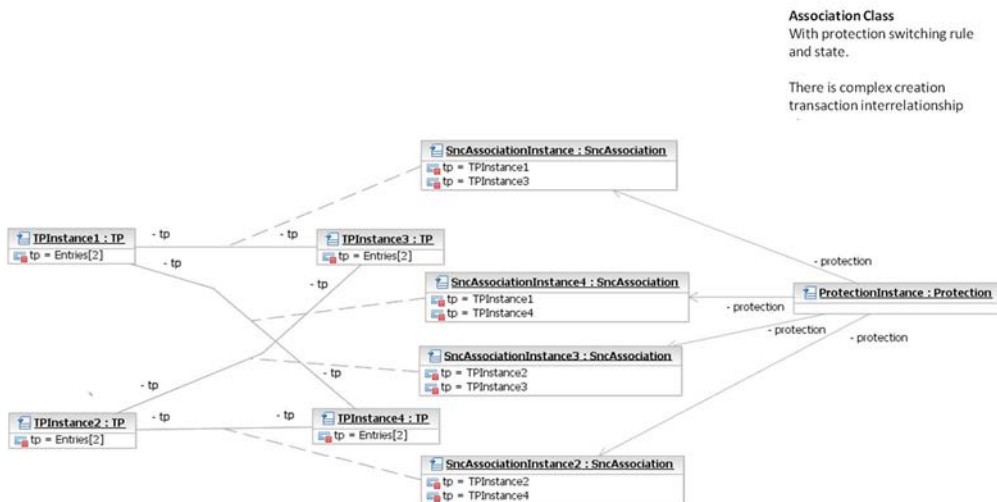 Association Class
With protection switching rule
and state.
There is complex creation
transaction interrelationship
SncAssociationInstance : SncAssociation
tp = TPInstance1
tp = TPInstance3
- tp
- tp
TPInstance1 : TP
tp = Entries[2]
TPInstance3 : TP
tp = Entries[2]
- tp
- tp
- protection
SncAssociationInstance4 : SncAssociation
tp = TPInstance1
tp = TPInstance4
ProtectionInstance : Protection
- protection
- protection
- protection
SncAssociationInstance3 : SncAssociation
tp = TPInstance2
tp = TPInstance3
- tp
- tp
- tp
- tp
TPInstance2 : TP
tp = Entries[2]
TPInstance4 : TP
tp = Entries[2]
SncAssociationInstance2 : SncAssociation
tp = TPInstance2
tp = TPInstance4